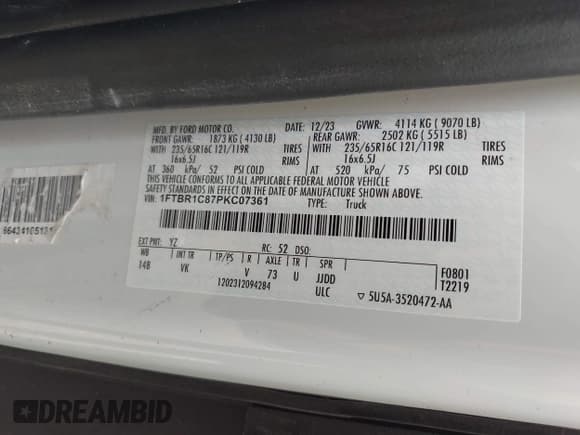 MFD. BY FORD MOTOR CO.
DATE: 12/23 GVWR: 4114 KG ( 9070 LB)
FRONT GAWR: 1873 KG ( 4130 LB) REAR GAWR: 2502 KG ( 5515 LB)
WITH 235/65R16C 121/119R TIRES WITH 235/65R16C 121/119R TIRES
16x6.5J RIMS 16x6.5J RIMS
AT 360 kPa/ 52 PSI COLD AT 520 kPa/ 75 PSI COLD
THIS VEHICLE CONFORMS TO ALL APPLICABLE FEDERAL MOTOR VEHICLE
SAFETY STANDARDS IN EFFECT ON THE DATE OF MANUFACTURE SHOWN ABOVE.
VIN: 1FTBR1C87PKC07361 TYPE: Truck
EXT PNT: YZ RC: 52 DSO:
WB INT TR TP/PS R AXLE TR SPR
148 VK V 73 U JJDD
ULC
1202312094284
F0801
T2219
▽ 5U5A-3520472-AA
DREAMBID